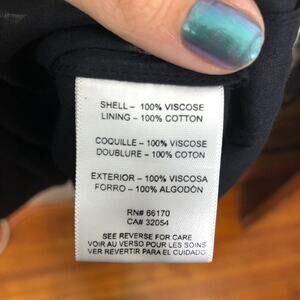 SHELL – 100% VISCOSE
LINING – 100% COTTON
COQUILLE – 100% VISCOSE
DOUBLURE – 100% COTON
EXTERIOR – 100% VISCOSA
FORRO – 100% ALGODÓN
RN# 66170
CA# 32054
SEE REVERSE FOR CARE
VOIR AU VERSO POUR LES SOINS
VER REVERTIR PARA EL CUIDADO